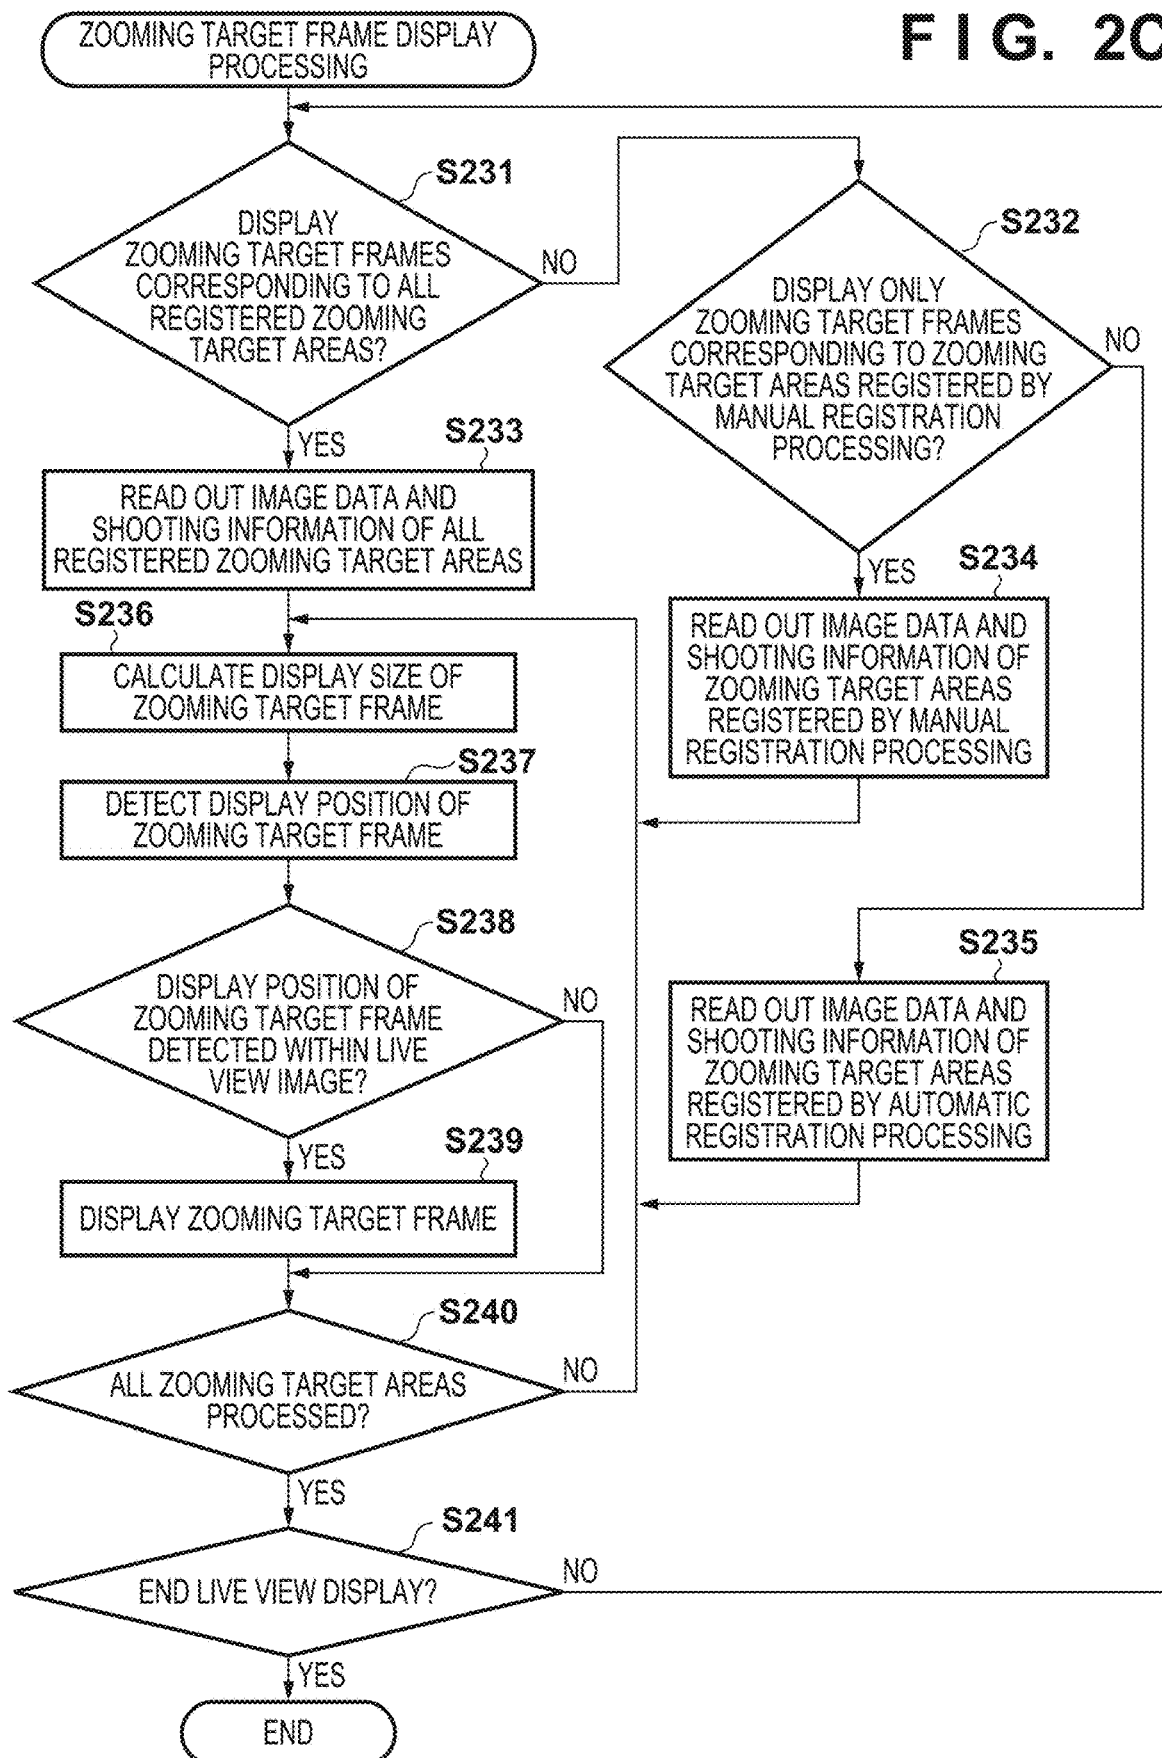 FIG. 2C
ZOOMING TARGET FRAME DISPLAY
PROCESSING
S231
DISPLAY
ZOOMING TARGET FRAMES
CORRESPONDING TO ALL
REGISTERED ZOOMING
TARGET AREAS?
NO
YES
S232
DISPLAY ONLY
ZOOMING TARGET FRAMES
CORRESPONDING TO ZOOMING
TARGET AREAS REGISTERED BY
MANUAL REGISTRATION
PROCESSING?
NO
YES
S233
READ OUT IMAGE DATA AND
SHOOTING INFORMATION OF ALL
REGISTERED ZOOMING TARGET AREAS
S234
READ OUT IMAGE DATA AND
SHOOTING INFORMATION OF
ZOOMING TARGET AREAS
REGISTERED BY MANUAL
REGISTRATION PROCESSING
S236
CALCULATE DISPLAY SIZE OF
ZOOMING TARGET FRAME
S237
DETECT DISPLAY POSITION OF
ZOOMING TARGET FRAME
S238
DISPLAY POSITION OF
ZOOMING TARGET FRAME
DETECTED WITHIN LIVE
VIEW IMAGE?
NO
YES
S235
READ OUT IMAGE DATA AND
SHOOTING INFORMATION OF
ZOOMING TARGET AREAS
REGISTERED BY AUTOMATIC
REGISTRATION PROCESSING
S239
DISPLAY ZOOMING TARGET FRAME
S240
ALL ZOOMING TARGET AREAS
PROCESSED?
NO
YES
S241
END LIVE VIEW DISPLAY?
NO
YES
END